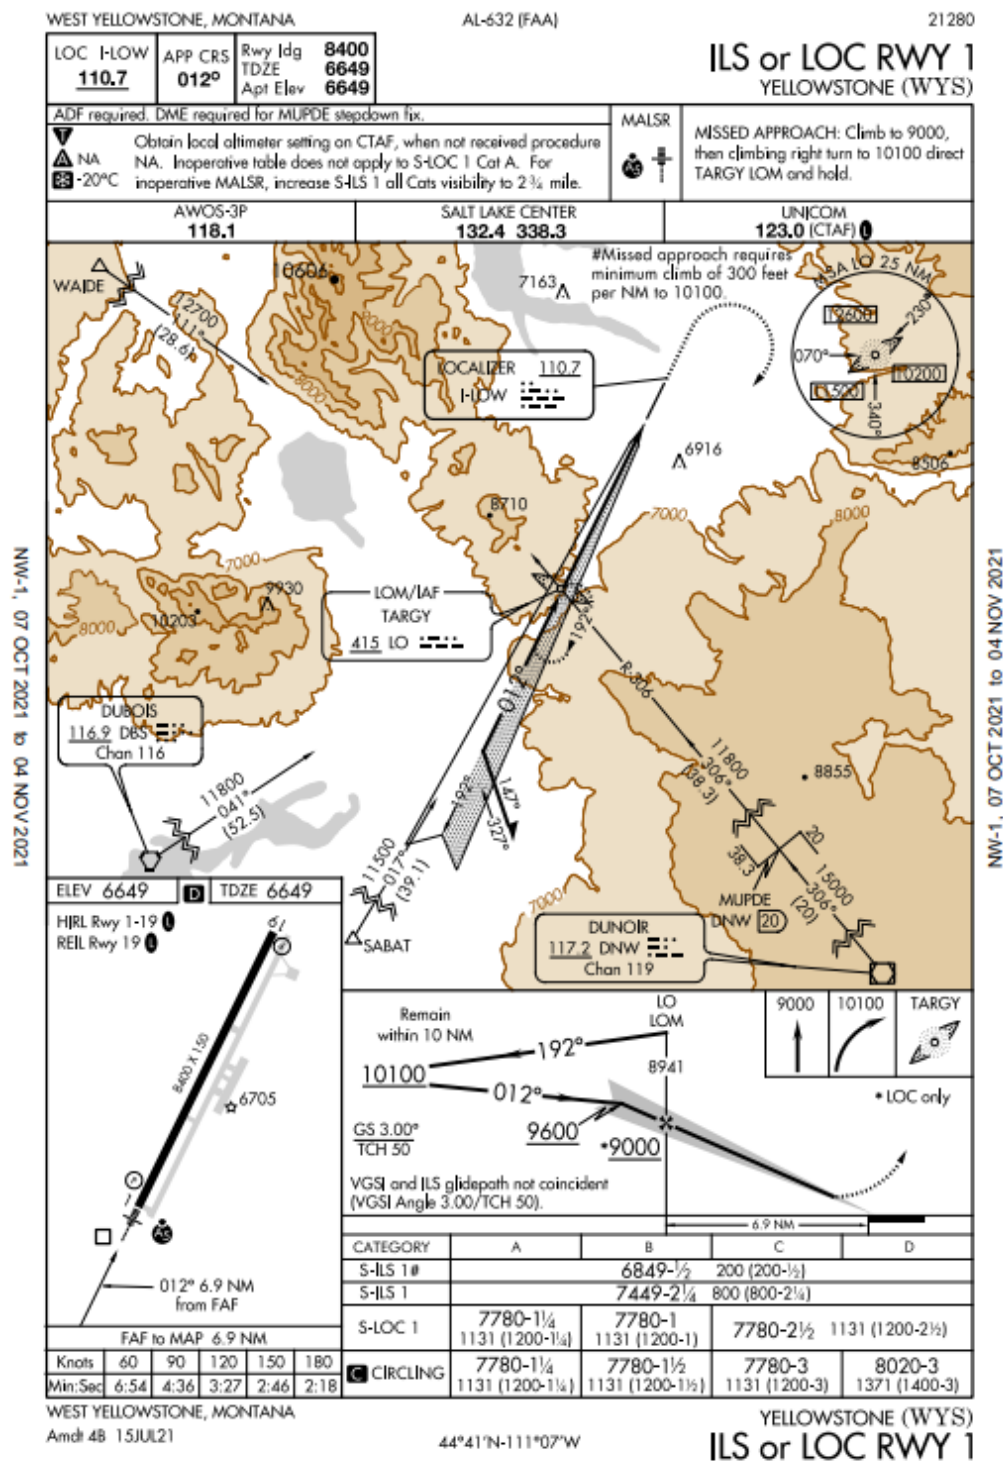 WEST YELLOWSTONE, MONTANA
AL-632 (FAA)
21280
LOC I-LOW
110.7
APP CRS
012°
Rwy ldg 8400
TDZE 6649
Apt Elev 6649
ILS or LOC RWY 1
YELLOWSTONE (WYS)
ADF required. DME required for MUPDE stepdown fix.
T
A NA
-20°C
Obtain local altimeter setting on CTAF, when not received procedure
NA. Inoperative table does not apply to S-LOC 1 Cat A. For
inoperative MALSR, increase S-ILS 1 all Cats visibility to 2¾ mile.
MALSR
A5
MISSED APPROACH: Climb to 9000,
then climbing right turn to 10100 direct
TARGY LOM and hold.
AWOS-3P
118.1
SALT LAKE CENTER
132.4 338.3
UNICOM
123.0 (CTAF) L
#Missed approach requires
minimum climb of 300 feet
per NM to 10100.
WAIDE
12700
111°
(28.6)
10606
9000
8000
7163
MSA LO 25 NM
12600
230°
070°
10200
11500
340°
LOCALIZER 110.7
I-LOW
6916
8506
8710
7000
8000
7000
9930
10203
8000
LOM/IAF
TARGY
415 LO
192°
012°
R-306
DUBOIS
116.9 DBS
Chan 116
11800
041°
(52.5)
192°
147°
327°
11800
306°
(38.3)
8855
20
38.3
MUPDE
DNW 20
15000
306°
(20)
11500
017°
(39.1)
SABAT
7000
DUNOIR
117.2 DNW
Chan 119
NW-1, 07 OCT 2021 to 04 NOV 2021
NW-1, 07 OCT 2021 to 04 NOV 2021
ELEV 6649
D
TDZE 6649
HIRL Rwy 1-19 L
REIL Rwy 19 L
19
8400 X 150
6705
A5
012° 6.9 NM
from FAF
FAF to MAP 6.9 NM
Knots 60 90 120 150 180
Min:Sec 6:54 4:36 3:27 2:46 2:18
Remain
within 10 NM
LO
LOM
192°
8941
10100
012°
9600
*9000
GS 3.00°
TCH 50
VGSI and ILS glidepath not coincident
(VGSI Angle 3.00/TCH 50).
9000
10100
TARGY
* LOC only
6.9 NM
CATEGORY A B C D
S-ILS 1# 6849-½ 200 (200-½)
S-ILS 1 7449-2¼ 800 (800-2¼)
S-LOC 1
7780-1¼
1131 (1200-1¼)
7780-1
1131 (1200-1)
7780-2½ 1131 (1200-2½)
C CIRCLING
7780-1¼
1131 (1200-1¼)
7780-1½
1131 (1200-1½)
7780-3
1131 (1200-3)
8020-3
1371 (1400-3)
WEST YELLOWSTONE, MONTANA
Amdt 4B 15JUL21
44°41'N-111°07'W
YELLOWSTONE (WYS)
ILS or LOC RWY 1